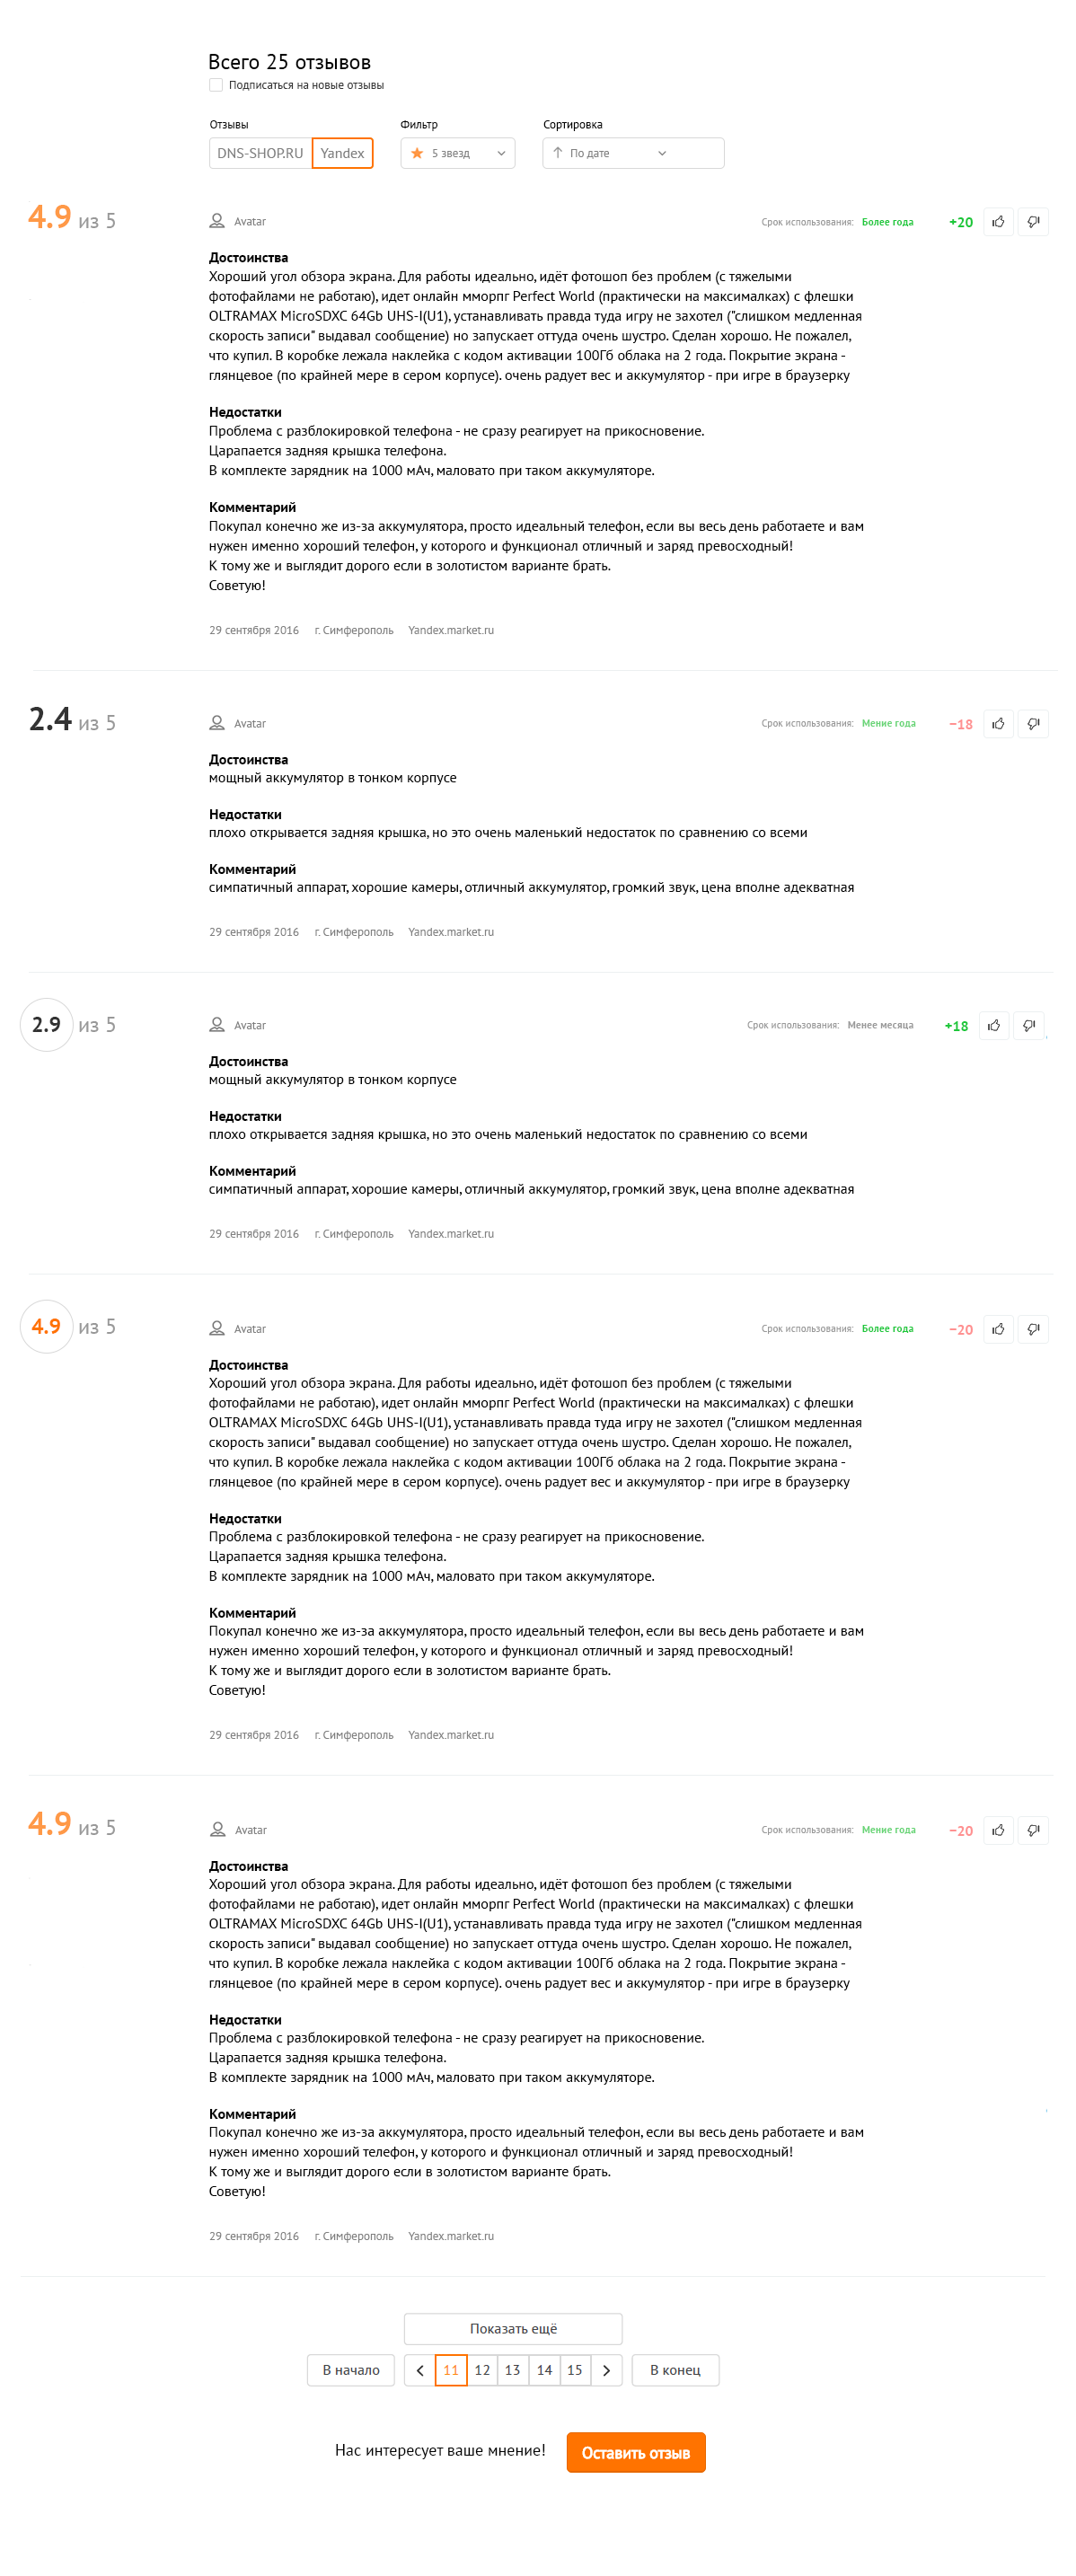 Всего 25 отзывов
Подписаться на новые отзывы
Отзывы Фильтр Сортировка
DNS-SHOP.RU Yandex 5 звезд По дате
4.9 из 5 Avatar Срок использования: Более года +20
Достоинства
Хороший угол обзора экрана. Для работы идеально, идёт фотошоп без проблем (с тяжелыми
фотофайлами не работаю), идет онлайн мморпг Perfect World (практически на максималках) с флешки
OLTRAMAX MicroSDXC 64Gb UHS-I(U1), устанавливать правда туда игру не захотел ("слишком медленная
скорость записи" выдавал сообщение) но запускает оттуда очень шустро. Сделан хорошо. Не пожалел,
что купил. В коробке лежала наклейка с кодом активации 100Гб облака на 2 года. Покрытие экрана -
глянцевое (по крайней мере в сером корпусе). очень радует вес и аккумулятор - при игре в браузерку
Недостатки
Проблема с разблокировкой телефона - не сразу реагирует на прикосновение.
Царапается задняя крышка телефона.
В комплекте зарядник на 1000 мАч, маловато при таком аккумуляторе.
Комментарий
Покупал конечно же из-за аккумулятора, просто идеальный телефон, если вы весь день работаете и вам
нужен именно хороший телефон, у которого и функционал отличный и заряд превосходный!
К тому же и выглядит дорого если в золотистом варианте брать.
Советую!
29 сентября 2016 г. Симферополь Yandex.market.ru
2.4 из 5 Avatar Срок использования: Мение года −18
Достоинства
мощный аккумулятор в тонком корпусе
Недостатки
плохо открывается задняя крышка, но это очень маленький недостаток по сравнению со всеми
Комментарий
симпатичный аппарат, хорошие камеры, отличный аккумулятор, громкий звук, цена вполне адекватная
29 сентября 2016 г. Симферополь Yandex.market.ru
2.9 из 5 Avatar Срок использования: Менее месяца +18
Достоинства
мощный аккумулятор в тонком корпусе
Недостатки
плохо открывается задняя крышка, но это очень маленький недостаток по сравнению со всеми
Комментарий
симпатичный аппарат, хорошие камеры, отличный аккумулятор, громкий звук, цена вполне адекватная
29 сентября 2016 г. Симферополь Yandex.market.ru
4.9 из 5 Avatar Срок использования: Более года −20
Достоинства
Хороший угол обзора экрана. Для работы идеально, идёт фотошоп без проблем (с тяжелыми
фотофайлами не работаю), идет онлайн мморпг Perfect World (практически на максималках) с флешки
OLTRAMAX MicroSDXC 64Gb UHS-I(U1), устанавливать правда туда игру не захотел ("слишком медленная
скорость записи" выдавал сообщение) но запускает оттуда очень шустро. Сделан хорошо. Не пожалел,
что купил. В коробке лежала наклейка с кодом активации 100Гб облака на 2 года. Покрытие экрана -
глянцевое (по крайней мере в сером корпусе). очень радует вес и аккумулятор - при игре в браузерку
Недостатки
Проблема с разблокировкой телефона - не сразу реагирует на прикосновение.
Царапается задняя крышка телефона.
В комплекте зарядник на 1000 мАч, маловато при таком аккумуляторе.
Комментарий
Покупал конечно же из-за аккумулятора, просто идеальный телефон, если вы весь день работаете и вам
нужен именно хороший телефон, у которого и функционал отличный и заряд превосходный!
К тому же и выглядит дорого если в золотистом варианте брать.
Советую!
29 сентября 2016 г. Симферополь Yandex.market.ru
4.9 из 5 Avatar Срок использования: Мение года −20
Достоинства
Хороший угол обзора экрана. Для работы идеально, идёт фотошоп без проблем (с тяжелыми
фотофайлами не работаю), идет онлайн мморпг Perfect World (практически на максималках) с флешки
OLTRAMAX MicroSDXC 64Gb UHS-I(U1), устанавливать правда туда игру не захотел ("слишком медленная
скорость записи" выдавал сообщение) но запускает оттуда очень шустро. Сделан хорошо. Не пожалел,
что купил. В коробке лежала наклейка с кодом активации 100Гб облака на 2 года. Покрытие экрана -
глянцевое (по крайней мере в сером корпусе). очень радует вес и аккумулятор - при игре в браузерку
Недостатки
Проблема с разблокировкой телефона - не сразу реагирует на прикосновение.
Царапается задняя крышка телефона.
В комплекте зарядник на 1000 мАч, маловато при таком аккумуляторе.
Комментарий
Покупал конечно же из-за аккумулятора, просто идеальный телефон, если вы весь день работаете и вам
нужен именно хороший телефон, у которого и функционал отличный и заряд превосходный!
К тому же и выглядит дорого если в золотистом варианте брать.
Советую!
29 сентября 2016 г. Симферополь Yandex.market.ru
Показать ещё
В начало 11 12 13 14 15 В конец
Нас интересует ваше мнение! Оставить отзыв